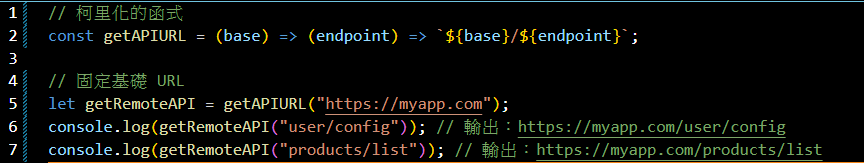 1 // 柯里化的函式
2 const getAPIURL = (base) => (endpoint) => `${base}/${endpoint}`;
3
4 // 固定基礎 URL
5 let getRemoteAPI = getAPIURL("https://myapp.com");
6 console.log(getRemoteAPI("user/config")); // 輸出：https://myapp.com/user/config
7 console.log(getRemoteAPI("products/list")); // 輸出：https://myapp.com/products/list